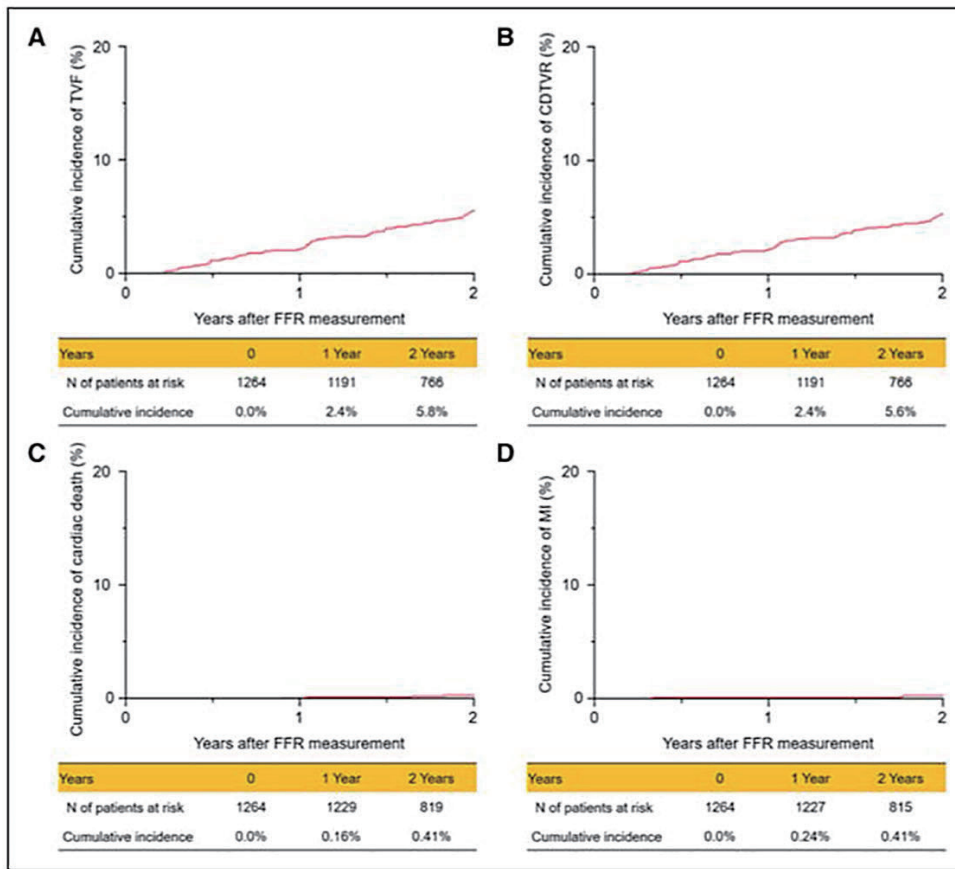 A
Cumulative incidence of TVF (%)
20
10
0
0 1 2
Years after FFR measurement
Years 0 1 Year 2 Years
N of patients at risk 1264 1191 766
Cumulative incidence 0.0% 2.4% 5.8%
B
Cumulative incidence of CDTVR (%)
20
10
0
0 1 2
Years after FFR measurement
Years 0 1 Year 2 Years
N of patients at risk 1264 1191 766
Cumulative incidence 0.0% 2.4% 5.6%
C
Cumulative incidence of cardiac death (%)
20
10
0
0 1 2
Years after FFR measurement
Years 0 1 Year 2 Years
N of patients at risk 1264 1229 819
Cumulative incidence 0.0% 0.16% 0.41%
D
Cumulative incidence of MI (%)
20
10
0
0 1 2
Years after FFR measurement
Years 0 1 Year 2 Years
N of patients at risk 1264 1227 815
Cumulative incidence 0.0% 0.24% 0.41%